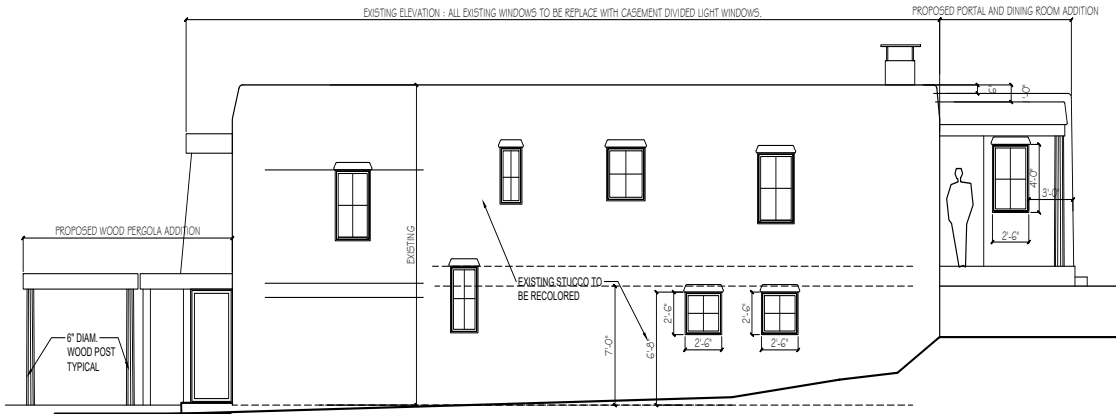 EXISTING ELEVATION : ALL EXISTING WINDOWS TO BE REPLACE WITH CASEMENT DIVIDED LIGHT WINDOWS.
PROPOSED PORTAL AND DINING ROOM ADDITION
4'-0"
3'-0"
2'-6"
PROPOSED WOOD PERGOLA ADDITION
EXISTING
EXISTING STUCCO TO
BE RECOLORED
6" DIAM.
WOOD POST
TYPICAL
7'-0"
6'-8"
2'-6"
2'-6"
2'-6"
2'-6"